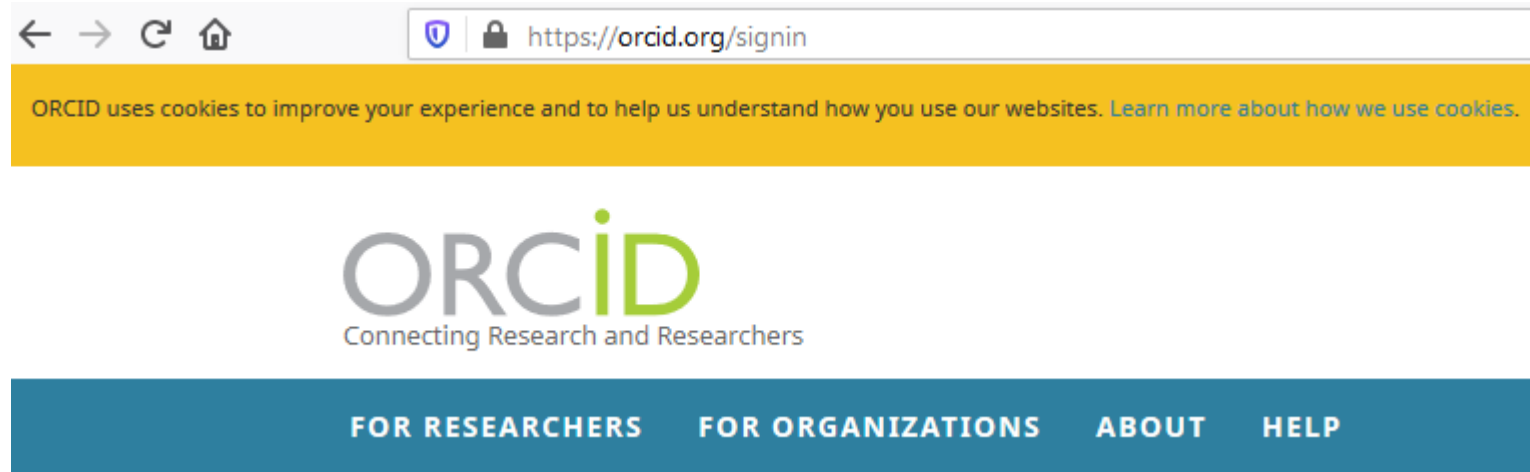 https://orcid.org/signin
ORCID uses cookies to improve your experience and to help us understand how you use our websites. Learn more about how we use cookies.
ORCiD
Connecting Research and Researchers
FOR RESEARCHERS FOR ORGANIZATIONS ABOUT HELP